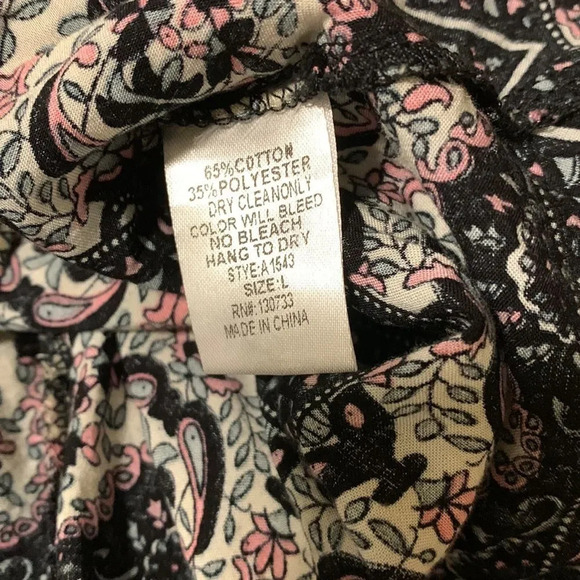 65%COTTON
35%POLYESTER
DRY CLEANONLY
COLOR WILL BLEED
NO BLEACH
HANG TO DRY
STYE:A1543
SIZE:L
RN#:130733
MADE IN CHINA